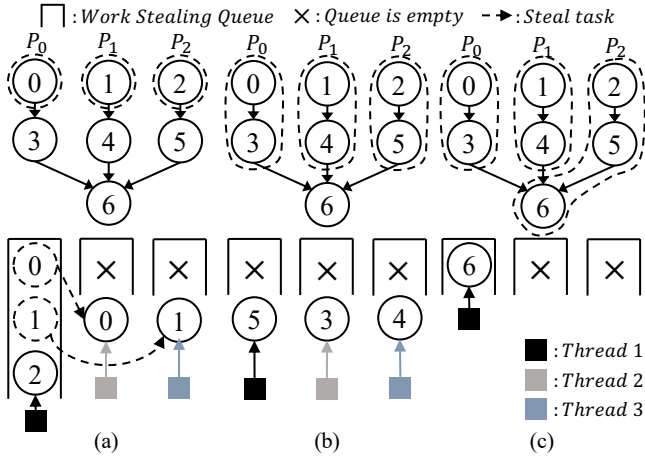 : Work Stealing Queue × : Queue is empty : Steal task
P0 P1 P2 P0 P1 P2 P0 P1 P2
0 1 2 0 1 2 0 1 2
3 4 5 3 4 5 3 4 5
6 6 6
0 × × × × × 6 × ×
1 0 1 5 3 4
2
: Thread 1
: Thread 2
: Thread 3
(a) (b) (c)